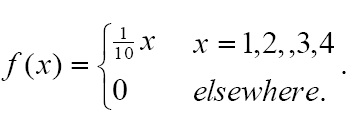 f(x) = { 1/10 x    x = 1,2,,3,4
0    elsewhere. .